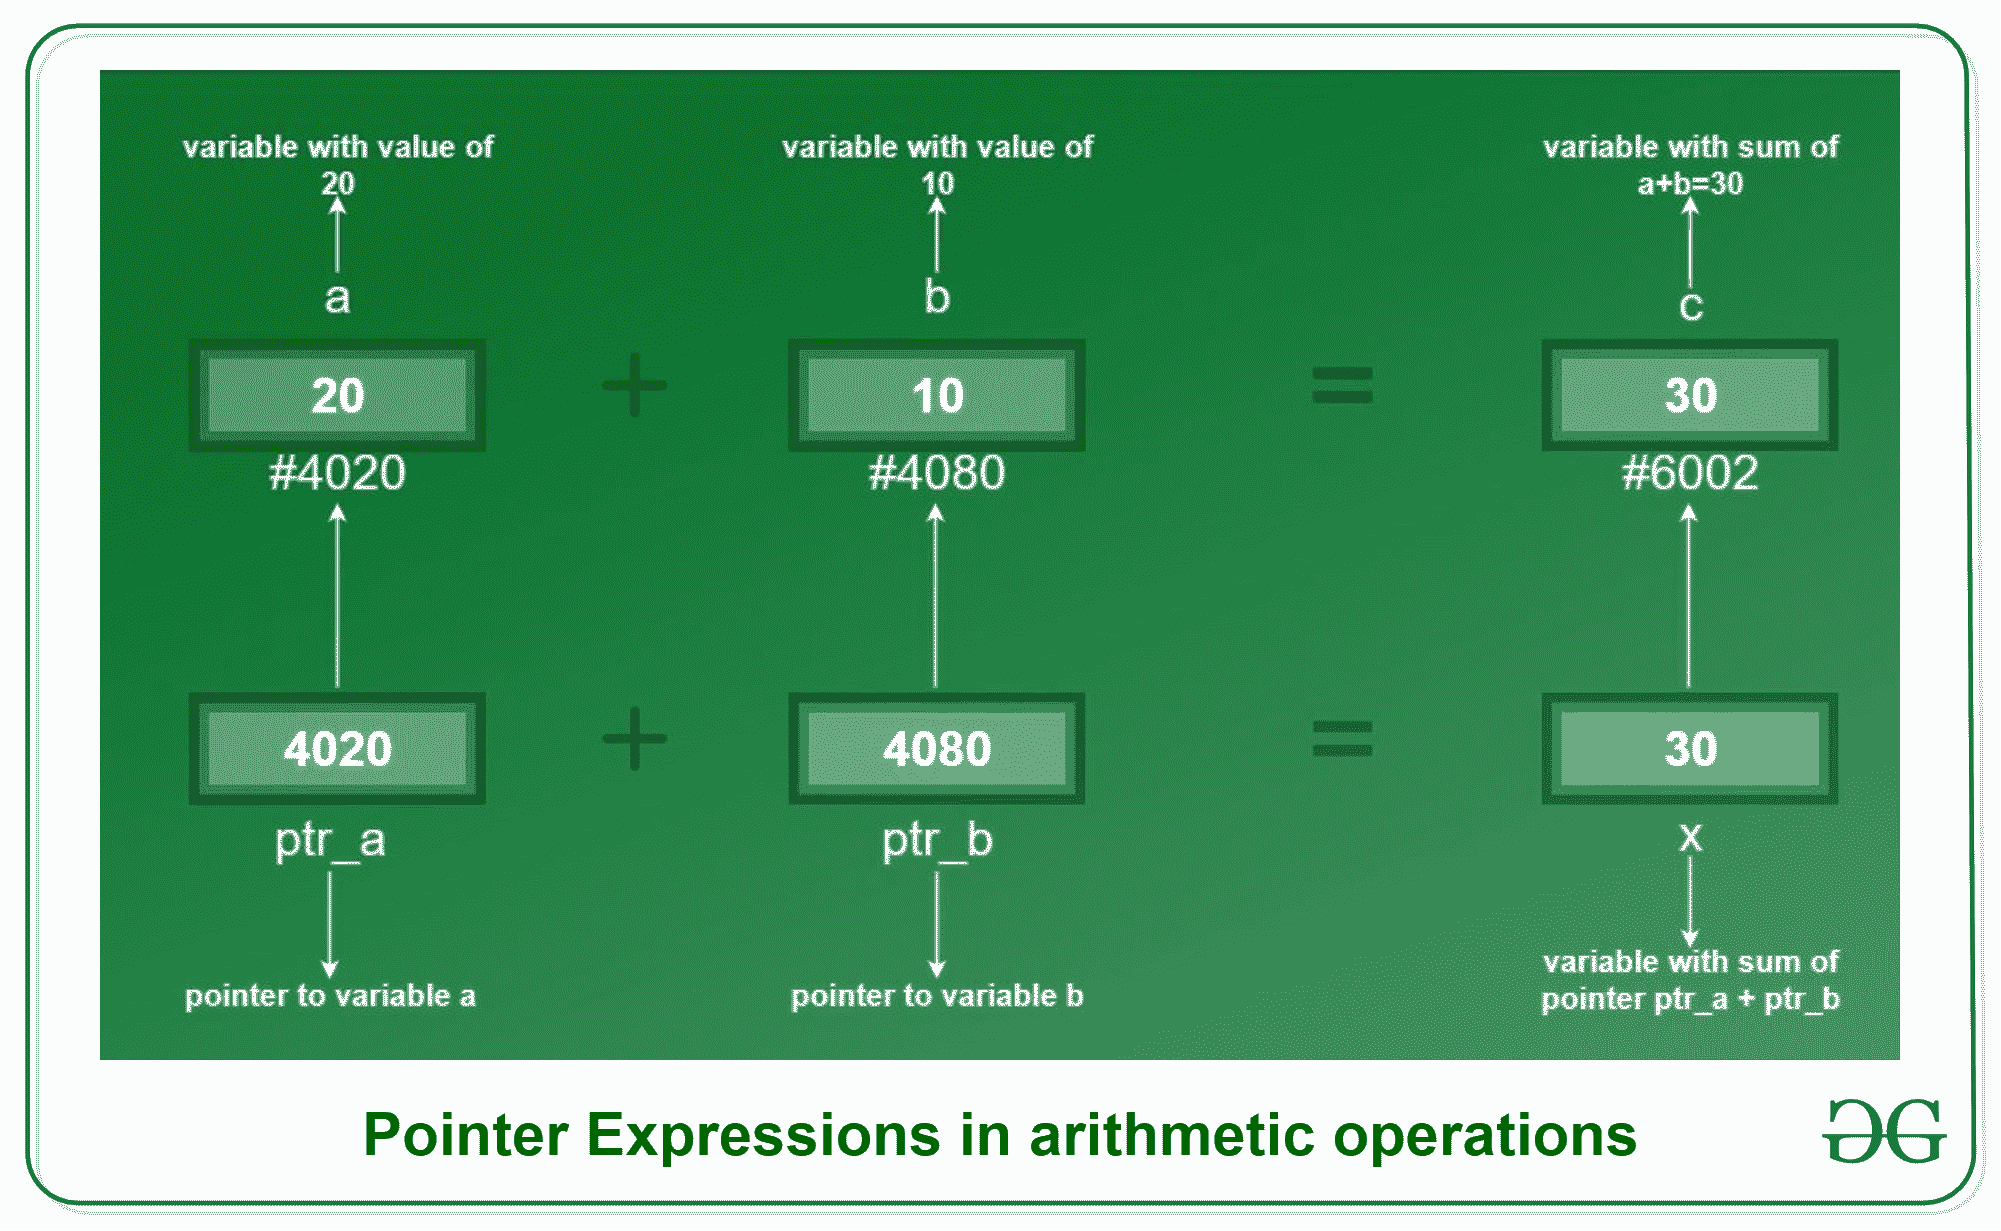 variable with value of
20
variable with value of
10
variable with sum of
a+b=30
a
b
c
20
+
10
=
30
#4020
#4080
#6002
4020
+
4080
=
30
ptr_a
ptr_b
x
pointer to variable a
pointer to variable b
variable with sum of
pointer ptr_a + ptr_b
Pointer Expressions in arithmetic operations